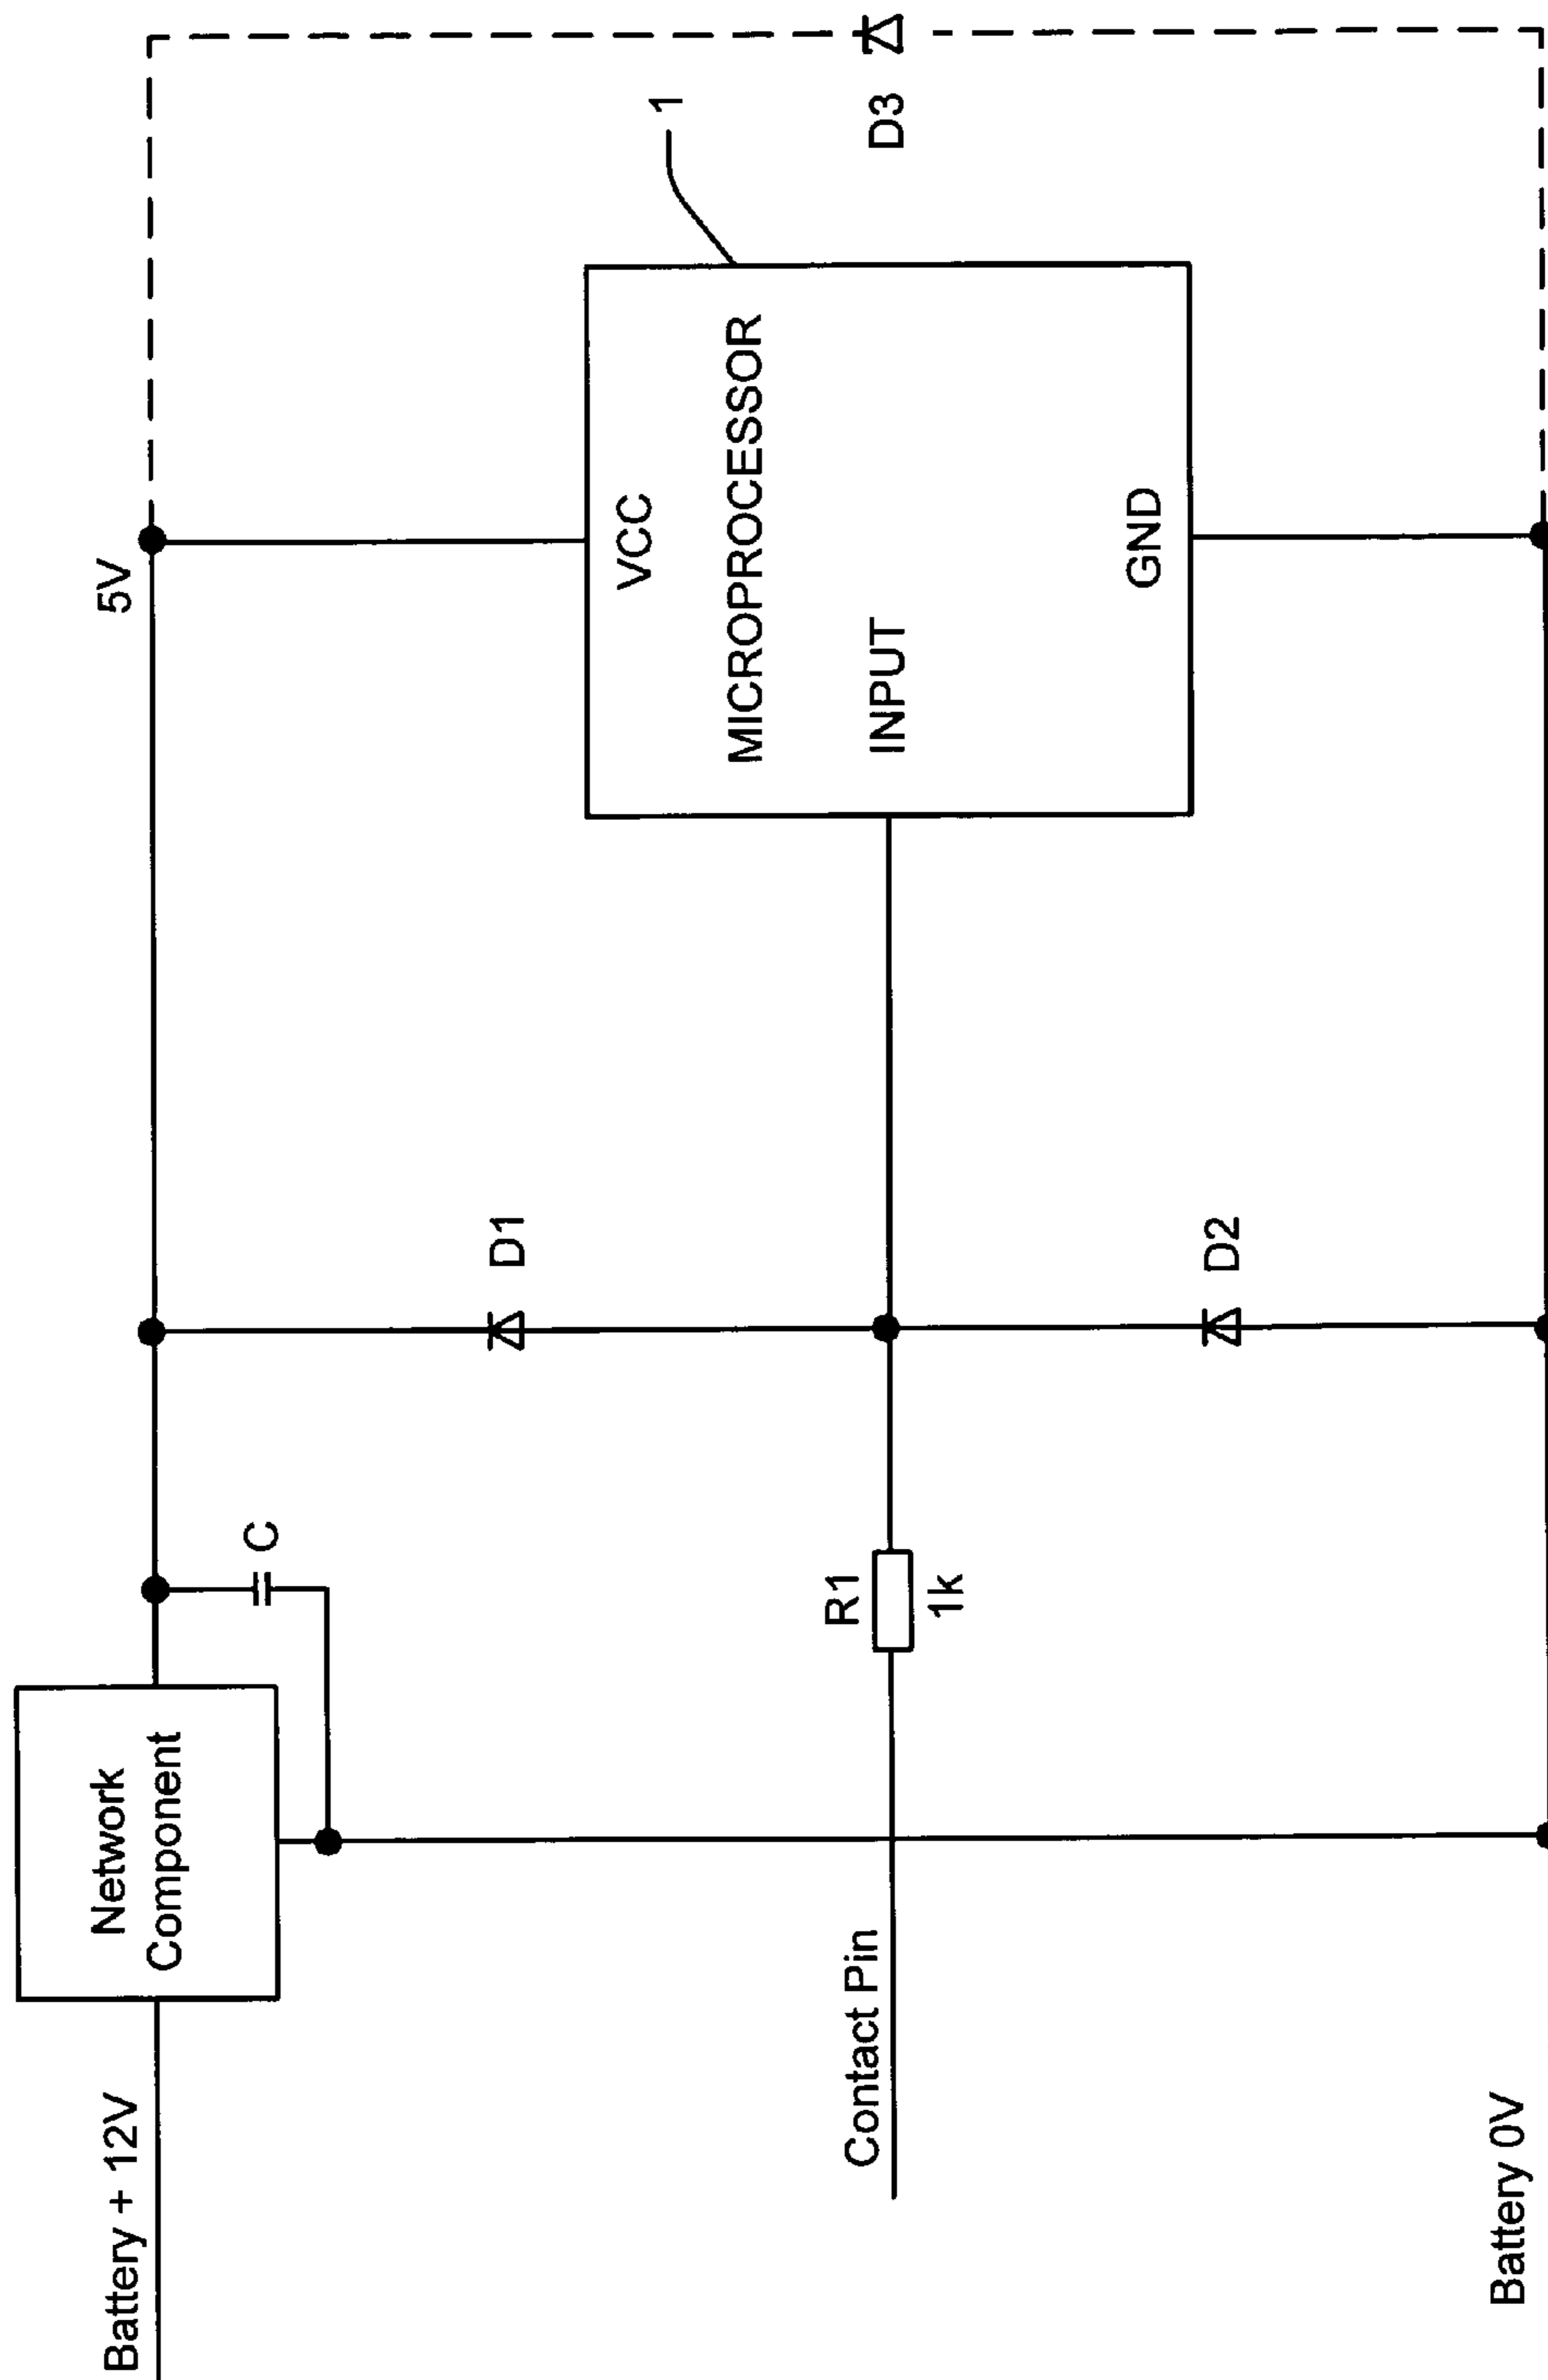 Battery + 12V
Network
Component
C
5V
D1
Contact Pin
R1
1k
VCC
MICROPROCESSOR
INPUT
GND
1
D3
D2
Battery 0V